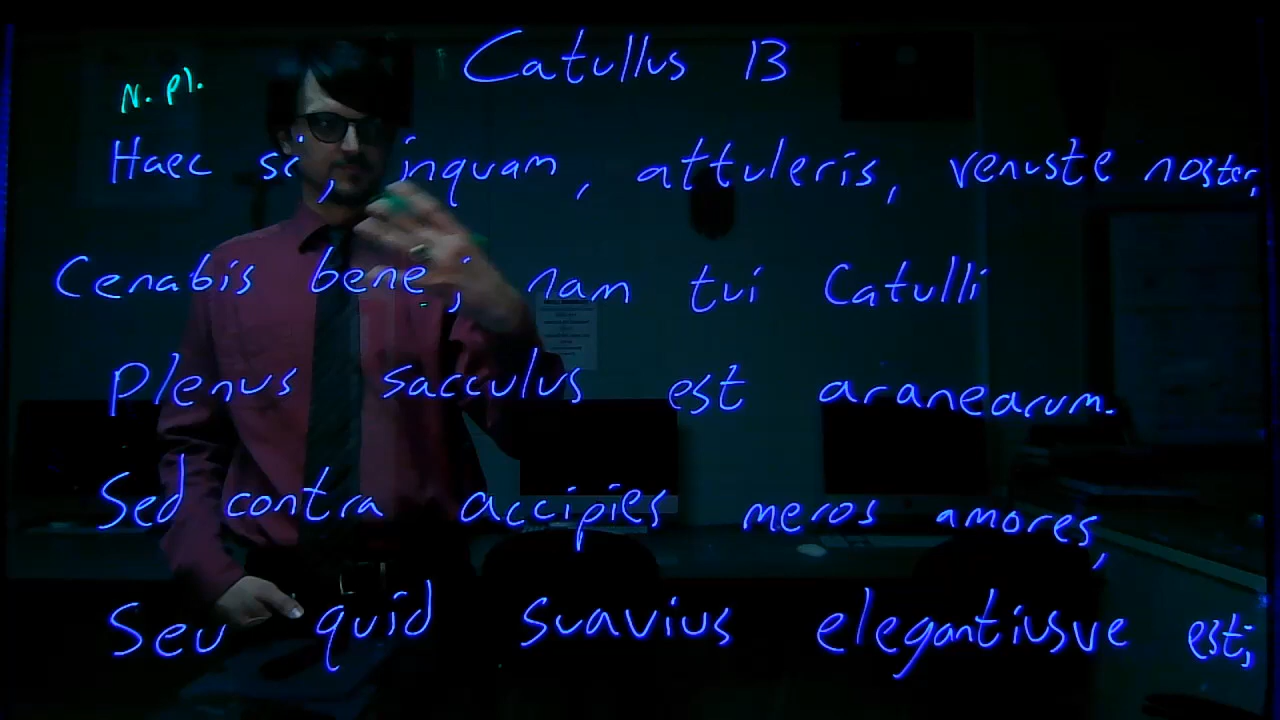 Catullus 13
N. pl.
Haec si, inquam, attuleris, venuste noster,
Cenabis bene; nam tui Catulli
plenus sacculus est aranearum.
Sed contra accipies meros amores,
Seu quid suavius elegantiusve est;